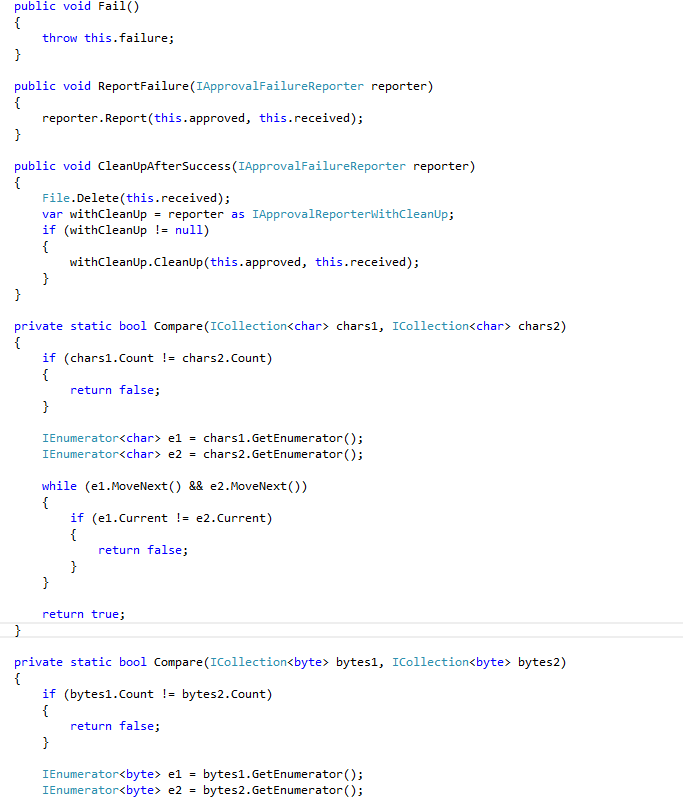 public void Fail()
{
    throw this.failure;
}

public void ReportFailure(IApprovalFailureReporter reporter)
{
    reporter.Report(this.approved, this.received);
}

public void CleanUpAfterSuccess(IApprovalFailureReporter reporter)
{
    File.Delete(this.received);
    var withCleanUp = reporter as IApprovalReporterWithCleanUp;
    if (withCleanUp != null)
    {
        withCleanUp.CleanUp(this.approved, this.received);
    }
}

private static bool Compare(ICollection<char> chars1, ICollection<char> chars2)
{
    if (chars1.Count != chars2.Count)
    {
        return false;
    }

    IEnumerator<char> e1 = chars1.GetEnumerator();
    IEnumerator<char> e2 = chars2.GetEnumerator();

    while (e1.MoveNext() && e2.MoveNext())
    {
        if (e1.Current != e2.Current)
        {
            return false;
        }
    }

    return true;
}

private static bool Compare(ICollection<byte> bytes1, ICollection<byte> bytes2)
{
    if (bytes1.Count != bytes2.Count)
    {
        return false;
    }

    IEnumerator<byte> e1 = bytes1.GetEnumerator();
    IEnumerator<byte> e2 = bytes2.GetEnumerator();